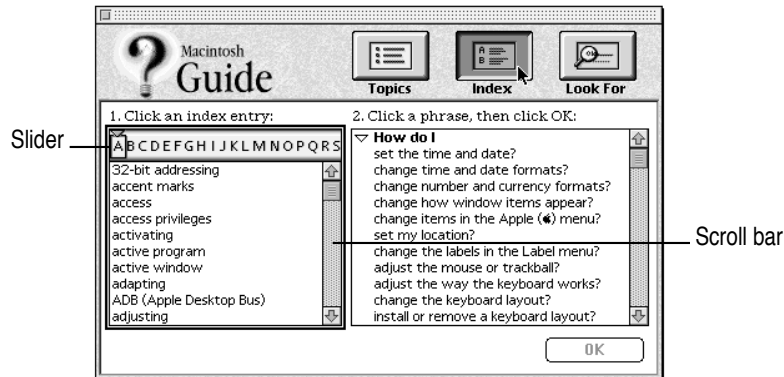 Macintosh
Guide
Topics
Index
Look For
1. Click an index entry:
2. Click a phrase, then click OK:
Slider
A B C D E F G H I J K L M N O P Q R S
32-bit addressing
accent marks
access
access privileges
activating
active program
active window
adapting
ADB (Apple Desktop Bus)
adjusting
How do I
set the time and date?
change time and date formats?
change number and currency formats?
change how window items appear?
change items in the Apple () menu?
set my location?
change the labels in the Label menu?
adjust the mouse or trackball?
adjust the way the keyboard works?
change the keyboard layout?
install or remove a keyboard layout?
Scroll bar
OK